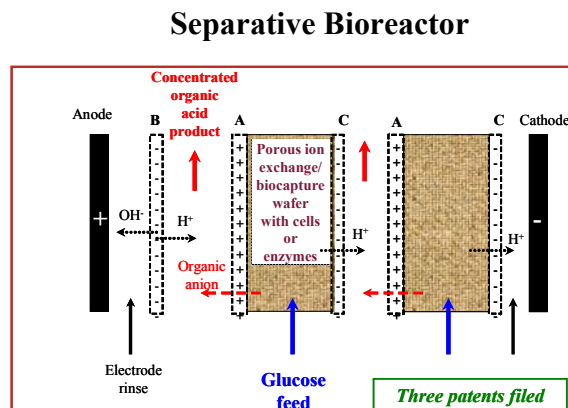 Separative Bioreactor
Concentrated
organic
acid
product
Anode
B
A
C
A
C
Cathode
Porous ion
exchange/
biocapture
wafer
with cells
or
enzymes
+
-
OH-
H+
H+
H+
Organic
anion
Electrode
rinse
Glucose
feed
Three patents filed